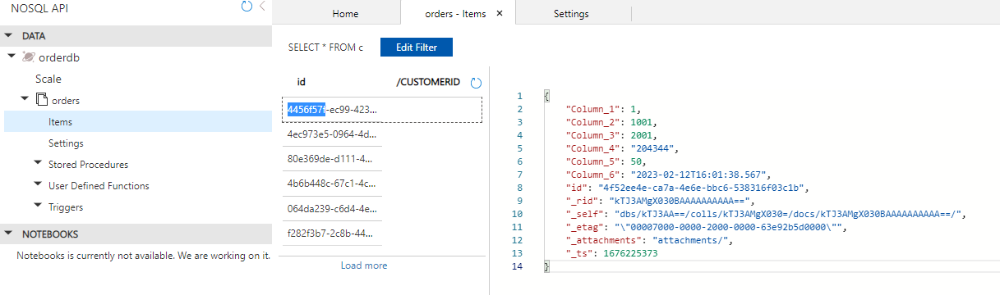 NOSQL API
DATA
orderdb
Scale
orders
Items
Settings
Stored Procedures
User Defined Functions
Triggers
NOTEBOOKS
Notebooks is currently not available. We are working on it.
Home
orders - Items ×
Settings
SELECT * FROM c
Edit Filter
id /CUSTOMERID
4456f57f-ec99-423...
4ec973e5-0964-4d...
80e369de-d111-4...
4b6b448c-67c1-4c...
064da239-c6d4-4e...
f282f3b7-2c8b-44...
Load more
1 {
2 "Column_1": 1,
3 "Column_2": 1001,
4 "Column_3": 2001,
5 "Column_4": "204344",
6 "Column_5": 50,
7 "Column_6": "2023-02-12T16:01:38.567",
8 "id": "4f52ee4e-ca7a-4e6e-bbc6-538316f03c1b",
9 "_rid": "kTJ3AMgX030BAAAAAAAAAA==",
10 "_self": "dbs/kTJ3AA==/colls/kTJ3AMgX030=/docs/kTJ3AMgX030BAAAAAAAAAA==/",
11 "_etag": "\"00007000-0000-2000-0000-63e92b5d0000\"",
12 "_attachments": "attachments/",
13 "_ts": 1676225373
14 }